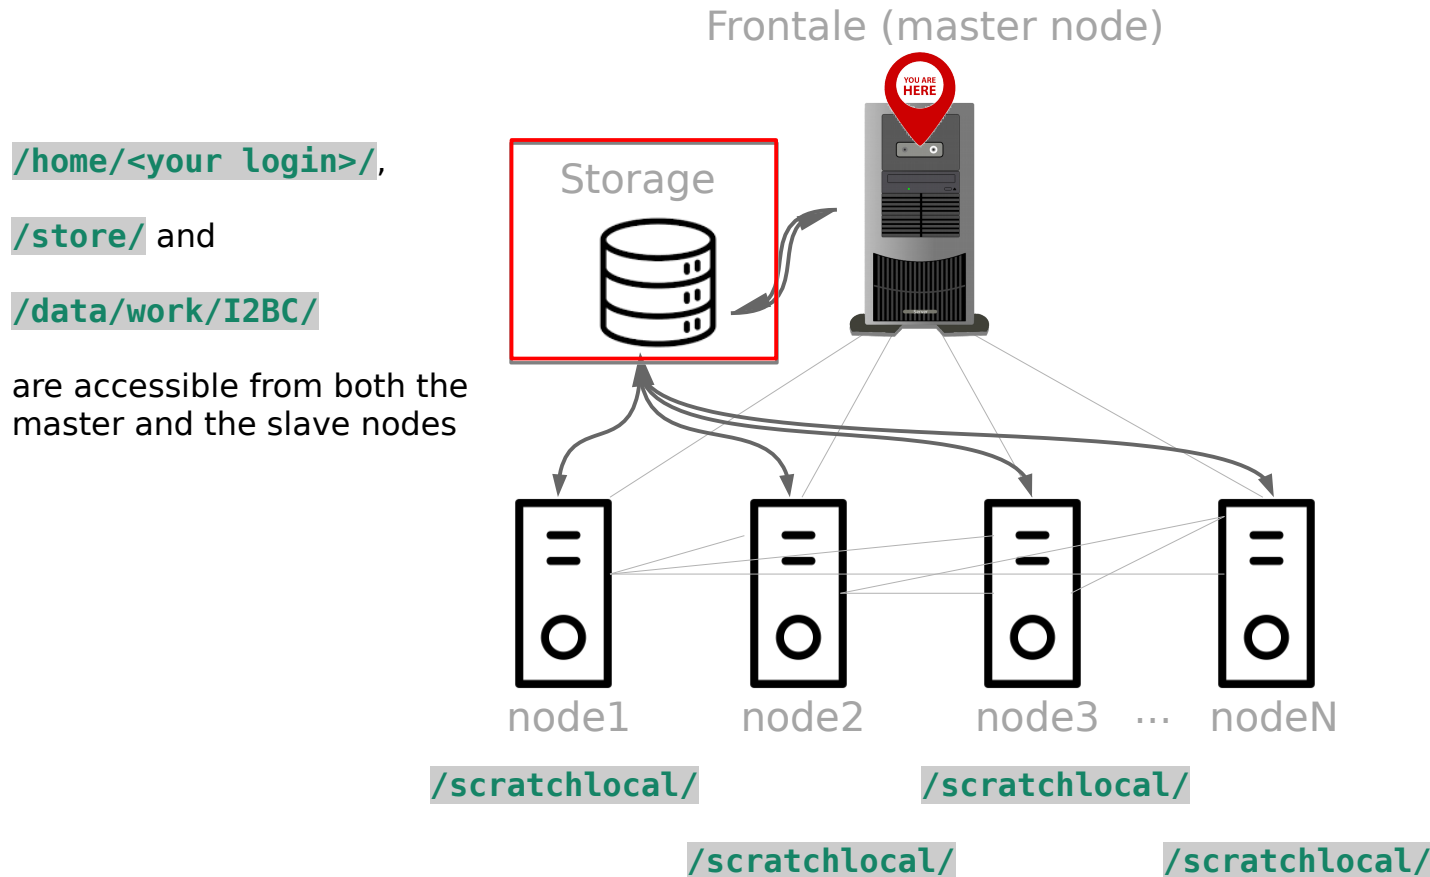 Frontale (master node)
YOU ARE
HERE
/home/<your login>/,
/store/ and
/data/work/I2BC/
are accessible from both the
master and the slave nodes
Storage
node1
node2
node3
...
nodeN
/scratchlocal/
/scratchlocal/
/scratchlocal/
/scratchlocal/